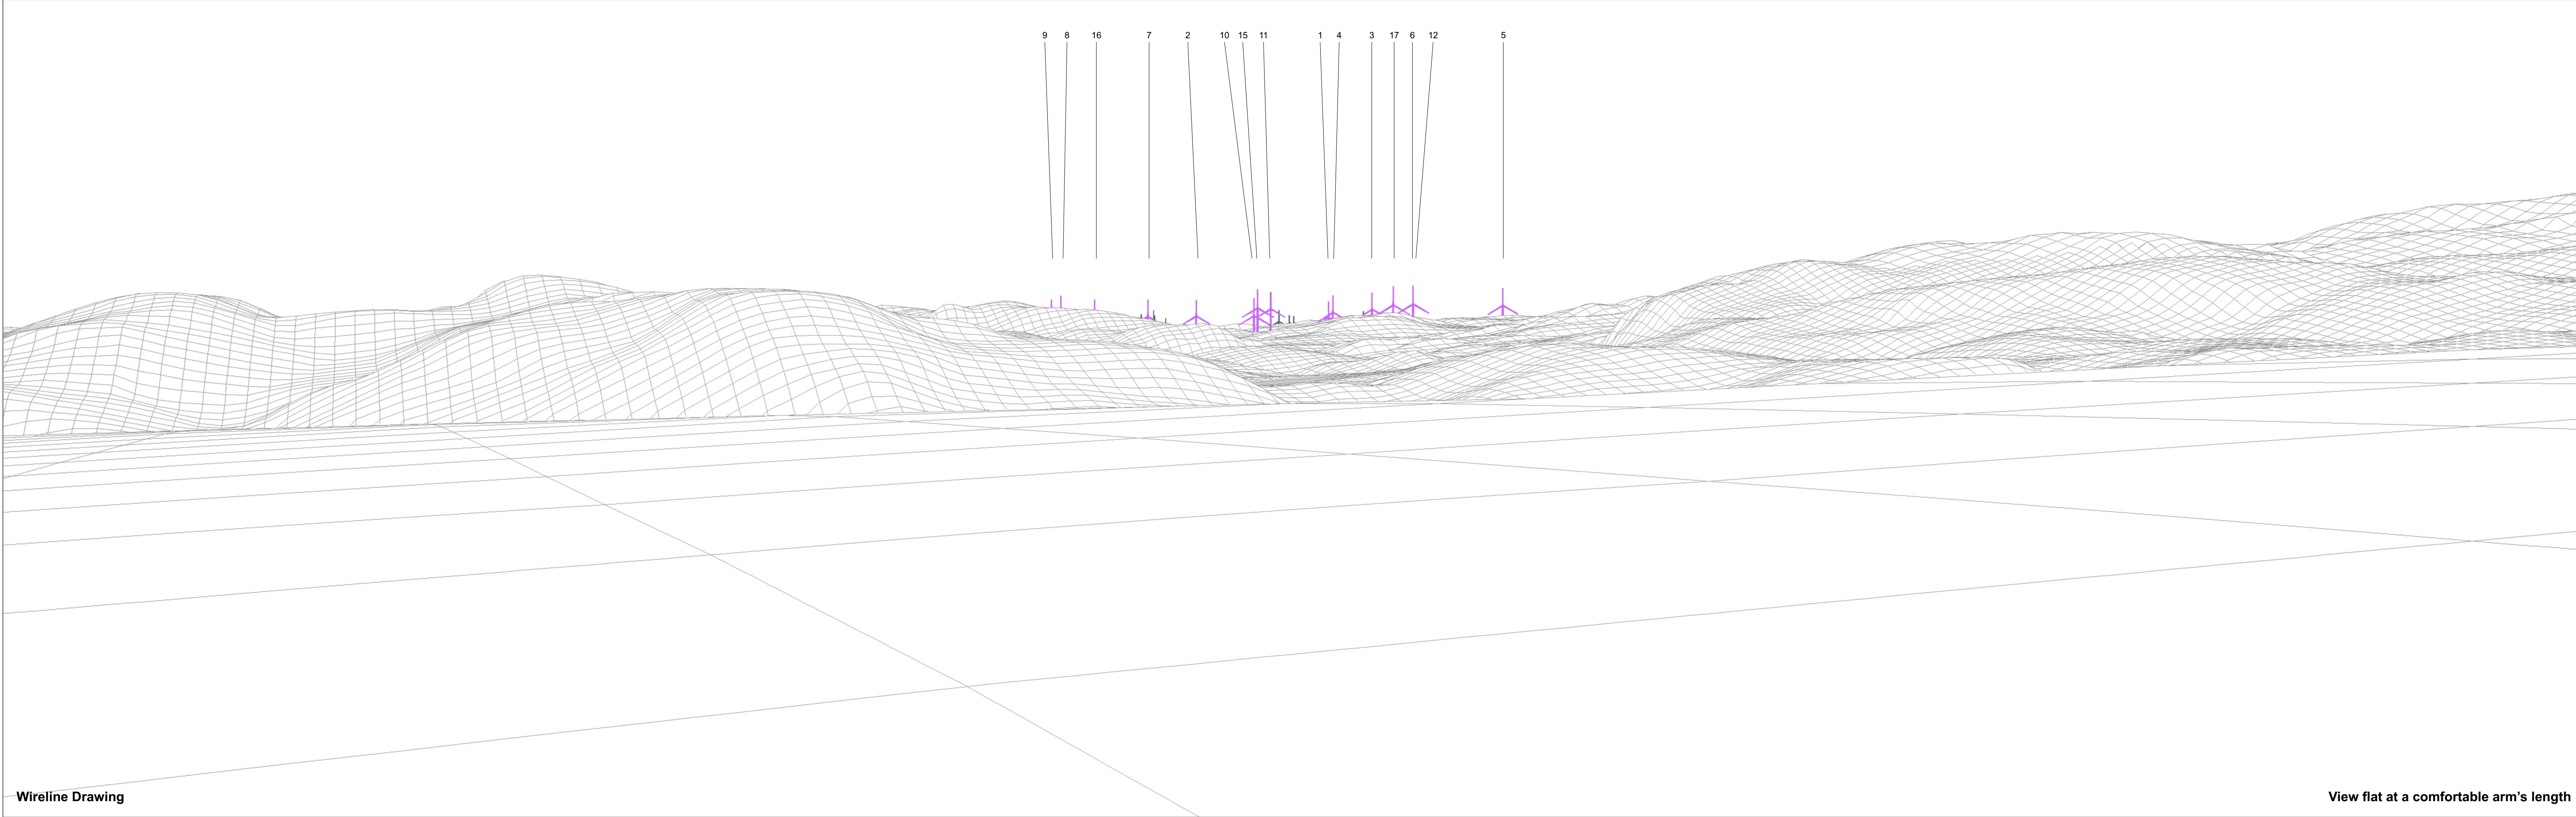 9 8 16 7 2 10 15 11 1 4 3 17 6 12 5
Wireline Drawing
View flat at a comfortable arm’s length